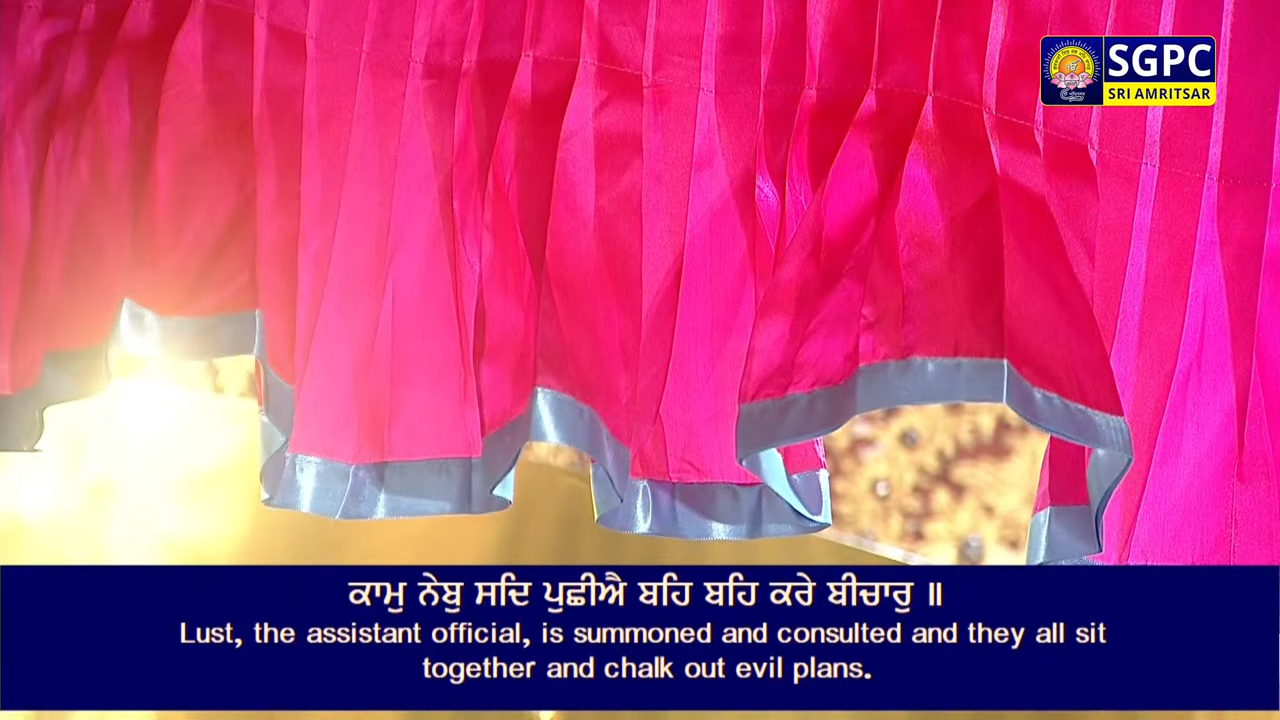 SGPC
SRI AMRITSAR
ਕਾਮੁ ਨੇਬੁ ਸਦਿ ਪੁਛੀਐ ਬਹਿ ਬਹਿ ਕਰੇ ਬੀਚਾਰੁ ॥
Lust, the assistant official, is summoned and consulted and they all sit
together and chalk out evil plans.